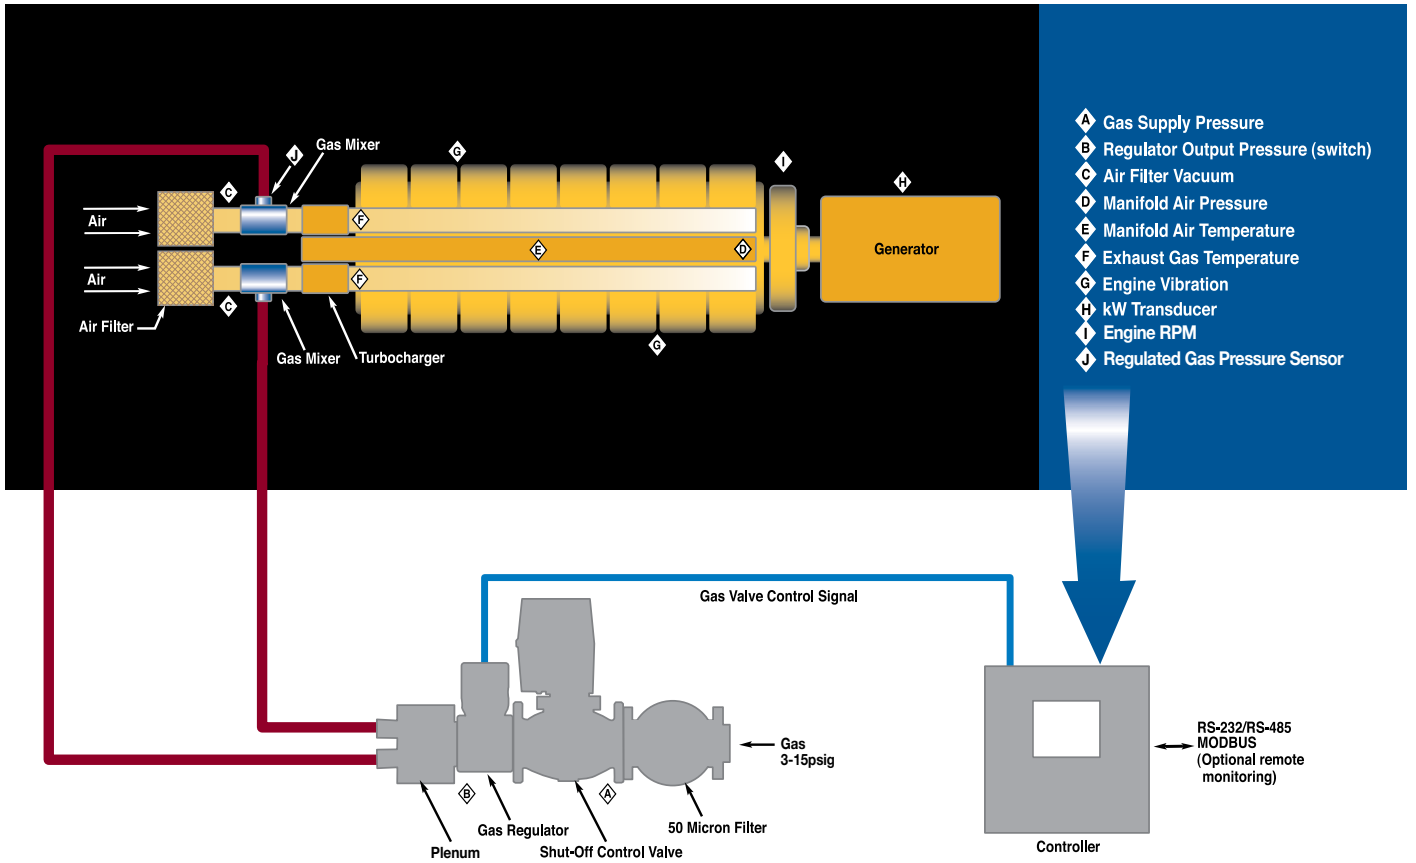 Gas Mixer
J
G
I
C
H
Air
F
Generator
E
D
Air
F
C
Air Filter
Gas Mixer
Turbocharger
G
A Gas Supply Pressure
B Regulator Output Pressure (switch)
C Air Filter Vacuum
D Manifold Air Pressure
E Manifold Air Temperature
F Exhaust Gas Temperature
G Engine Vibration
H kW Transducer
I Engine RPM
J Regulated Gas Pressure Sensor
Gas Valve Control Signal
Gas
3-15psig
RS-232/RS-485
MODBUS
(Optional remote
monitoring)
B
A
Gas Regulator
50 Micron Filter
Plenum
Shut-Off Control Valve
Controller